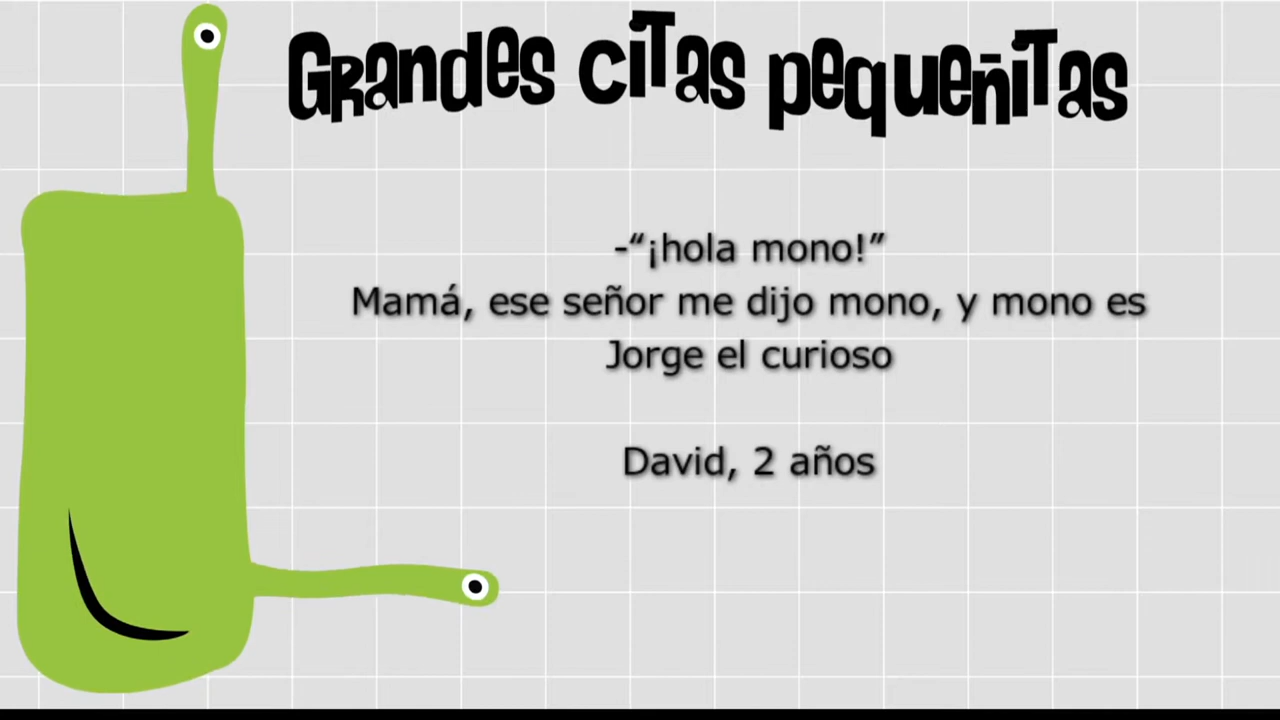 Grandes citas pequeñitas
-“¡hola mono!”
Mamá, ese señor me dijo mono, y mono es
Jorge el curioso
David, 2 años